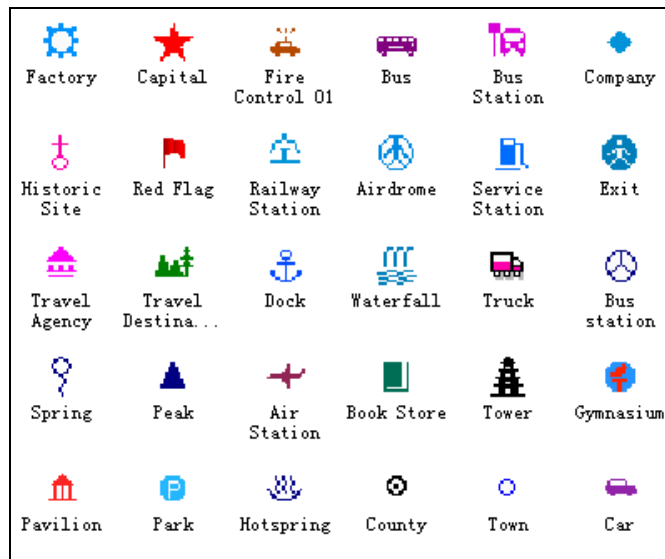 Factory Capital Fire Control 01 Bus Bus Station Company
Historic Site Red Flag Railway Station Airdrome Service Station Exit
Travel Agency Travel Destina... Dock Waterfall Truck Bus station
Spring Peak Air Station Book Store Tower Gymnasium
Pavilion Park Hotspring County Town Car